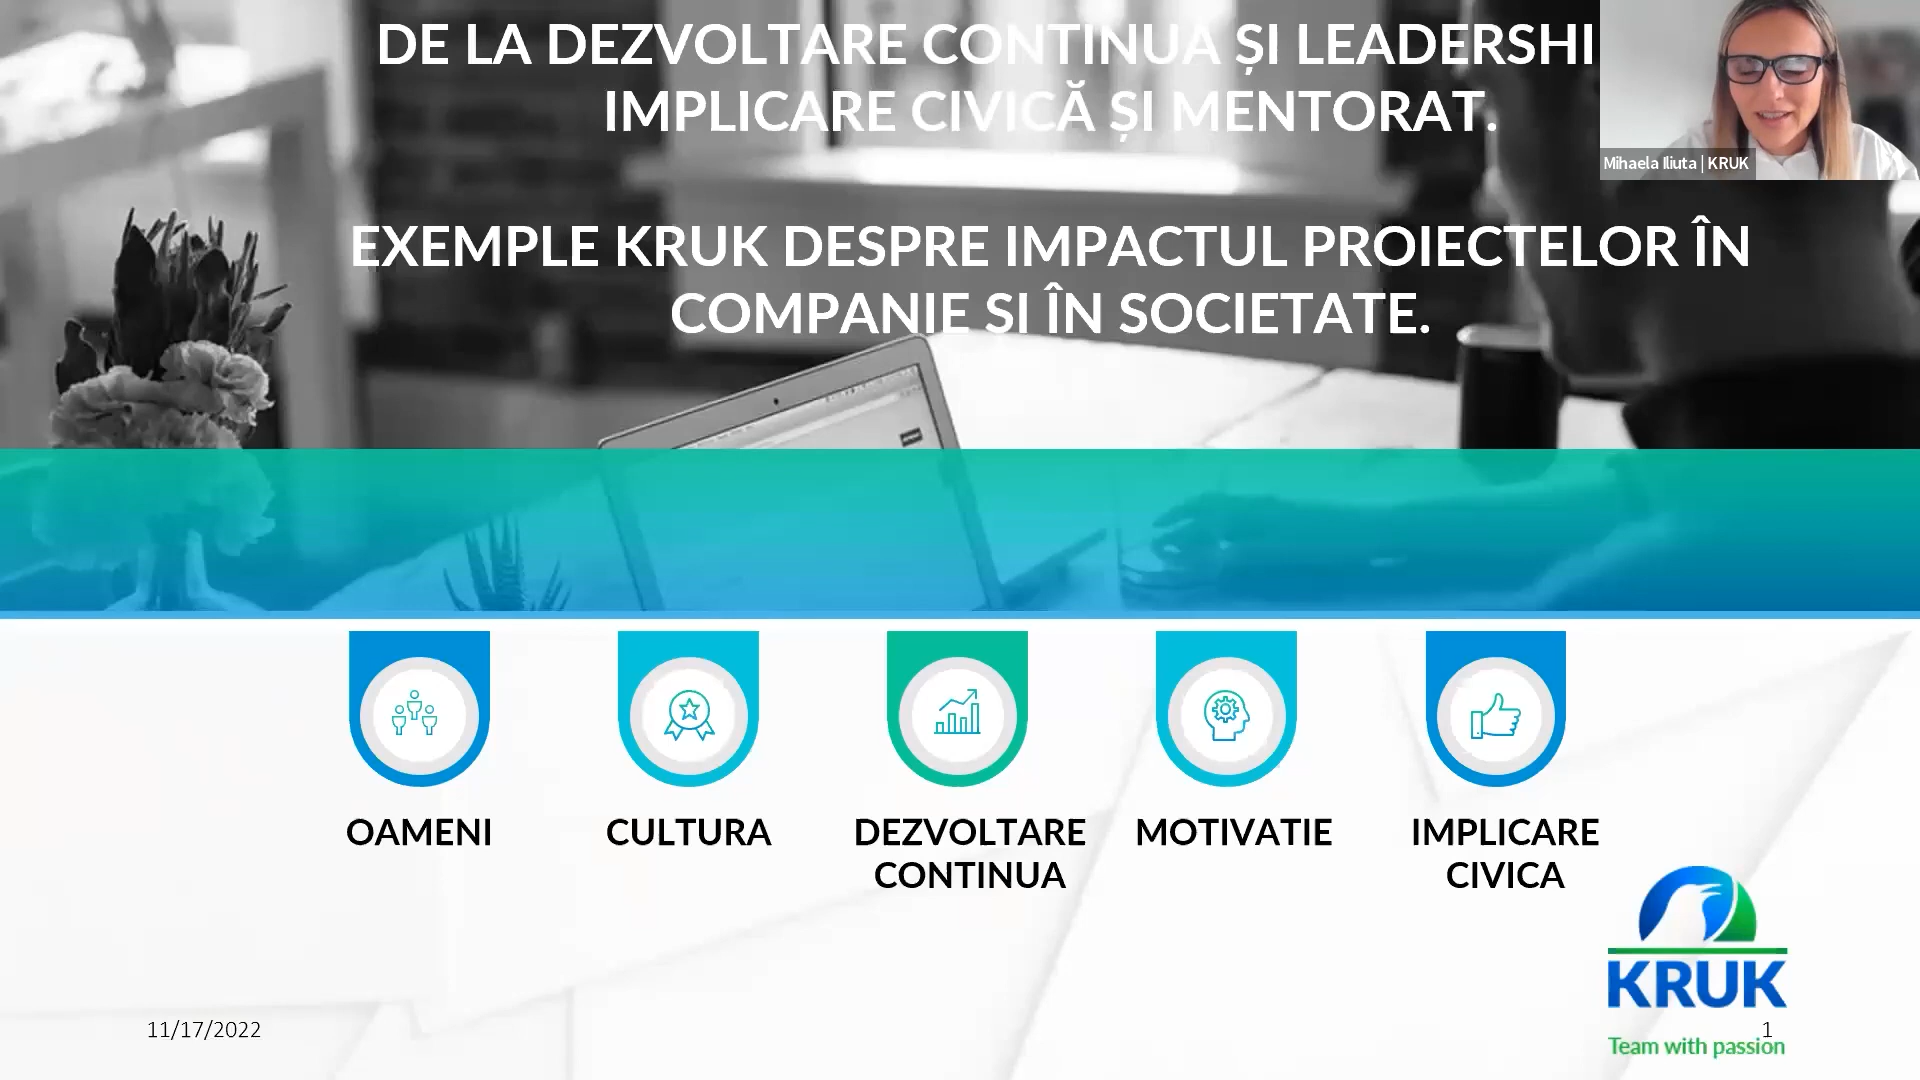 DE LA DEZVOLTARE CONTINUA ȘI LEADERSHI
IMPLICARE CIVICĂ ȘI MENTORAT.
Mihaela Iliuta | KRUK
EXEMPLE KRUK DESPRE IMPACTUL PROIECTELOR ÎN
COMPANIE SI ÎN SOCIETATE.
OAMENI
CULTURA
DEZVOLTARE
CONTINUA
MOTIVATIE
IMPLICARE
CIVICA
KRUK
Team with passion
11/17/2022
1